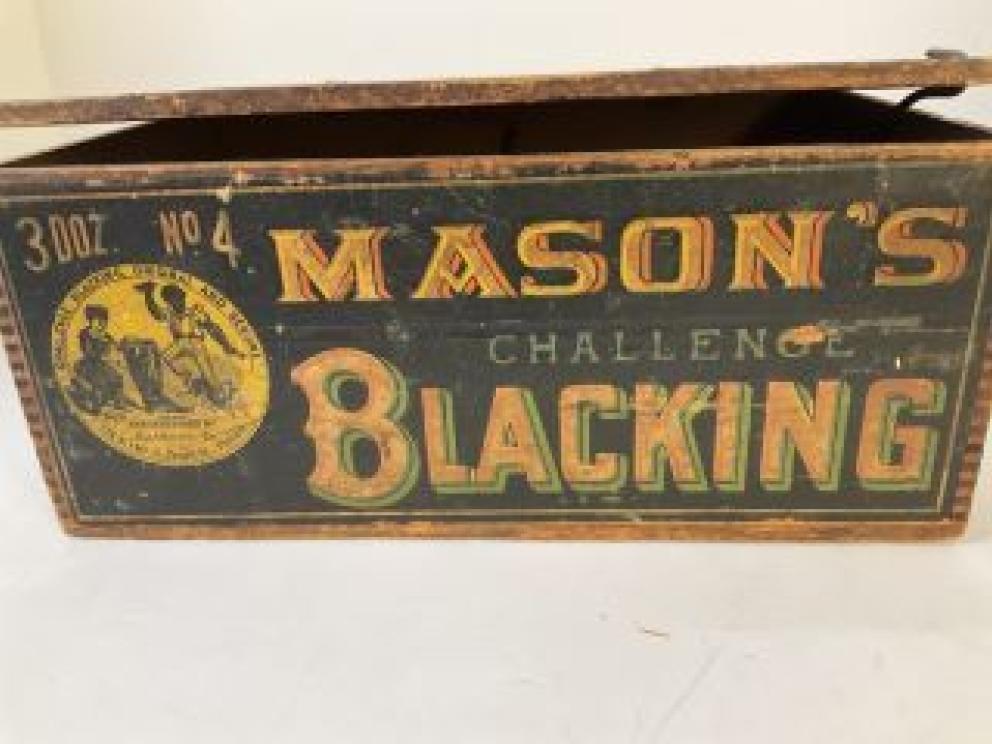 3 DOZ. No 4
MASON'S
CHALLENGE
BLACKING